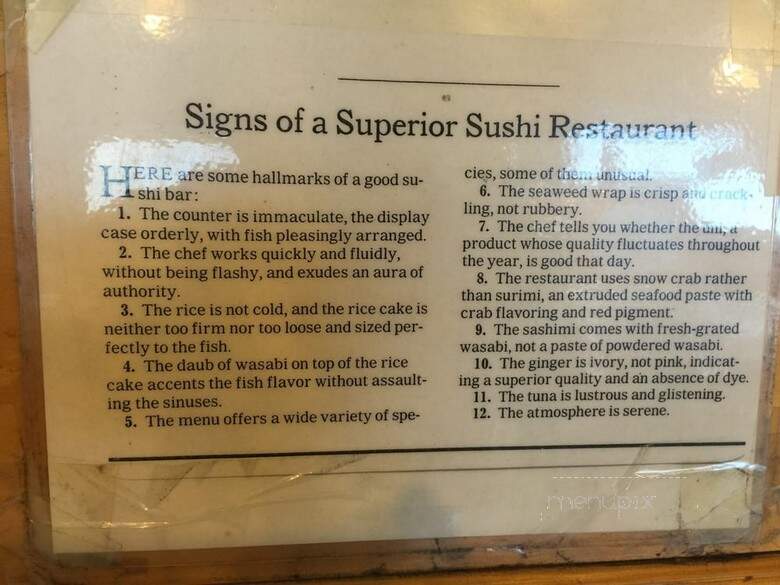 Signs of a Superior Sushi Restaurant
HERE are some hallmarks of a good su-
shi bar:
1. The counter is immaculate, the display
case orderly, with fish pleasingly arranged.
2. The chef works quickly and fluidly,
without being flashy, and exudes an aura of
authority.
3. The rice is not cold, and the rice cake is
neither too firm nor too loose and sized per-
fectly to the fish.
4. The daub of wasabi on top of the rice
cake accents the fish flavor without assault-
ing the sinuses.
5. The menu offers a wide variety of spe-
cies, some of them unusual.
6. The seaweed wrap is crisp and crack-
ling, not rubbery.
7. The chef tells you whether the uni, a
product whose quality fluctuates throughout
the year, is good that day.
8. The restaurant uses snow crab rather
than surimi, an extruded seafood paste with
crab flavoring and red pigment.
9. The sashimi comes with fresh-grated
wasabi, not a paste of powdered wasabi.
10. The ginger is ivory, not pink, indicat-
ing a superior quality and an absence of dye.
11. The tuna is lustrous and glistening.
12. The atmosphere is serene.
menupix